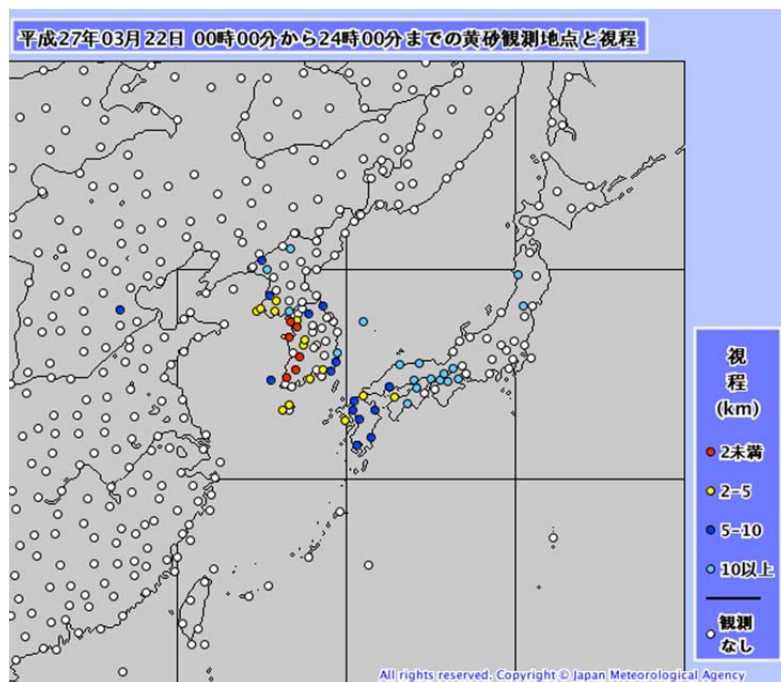 平成27年03月22日 00時00分から24時00分までの黄砂観測地点と視程
視
程
(km)
2未満
2-5
5-10
10以上
観測
なし
All rights reserved. Copyright © Japan Meteorological Agency